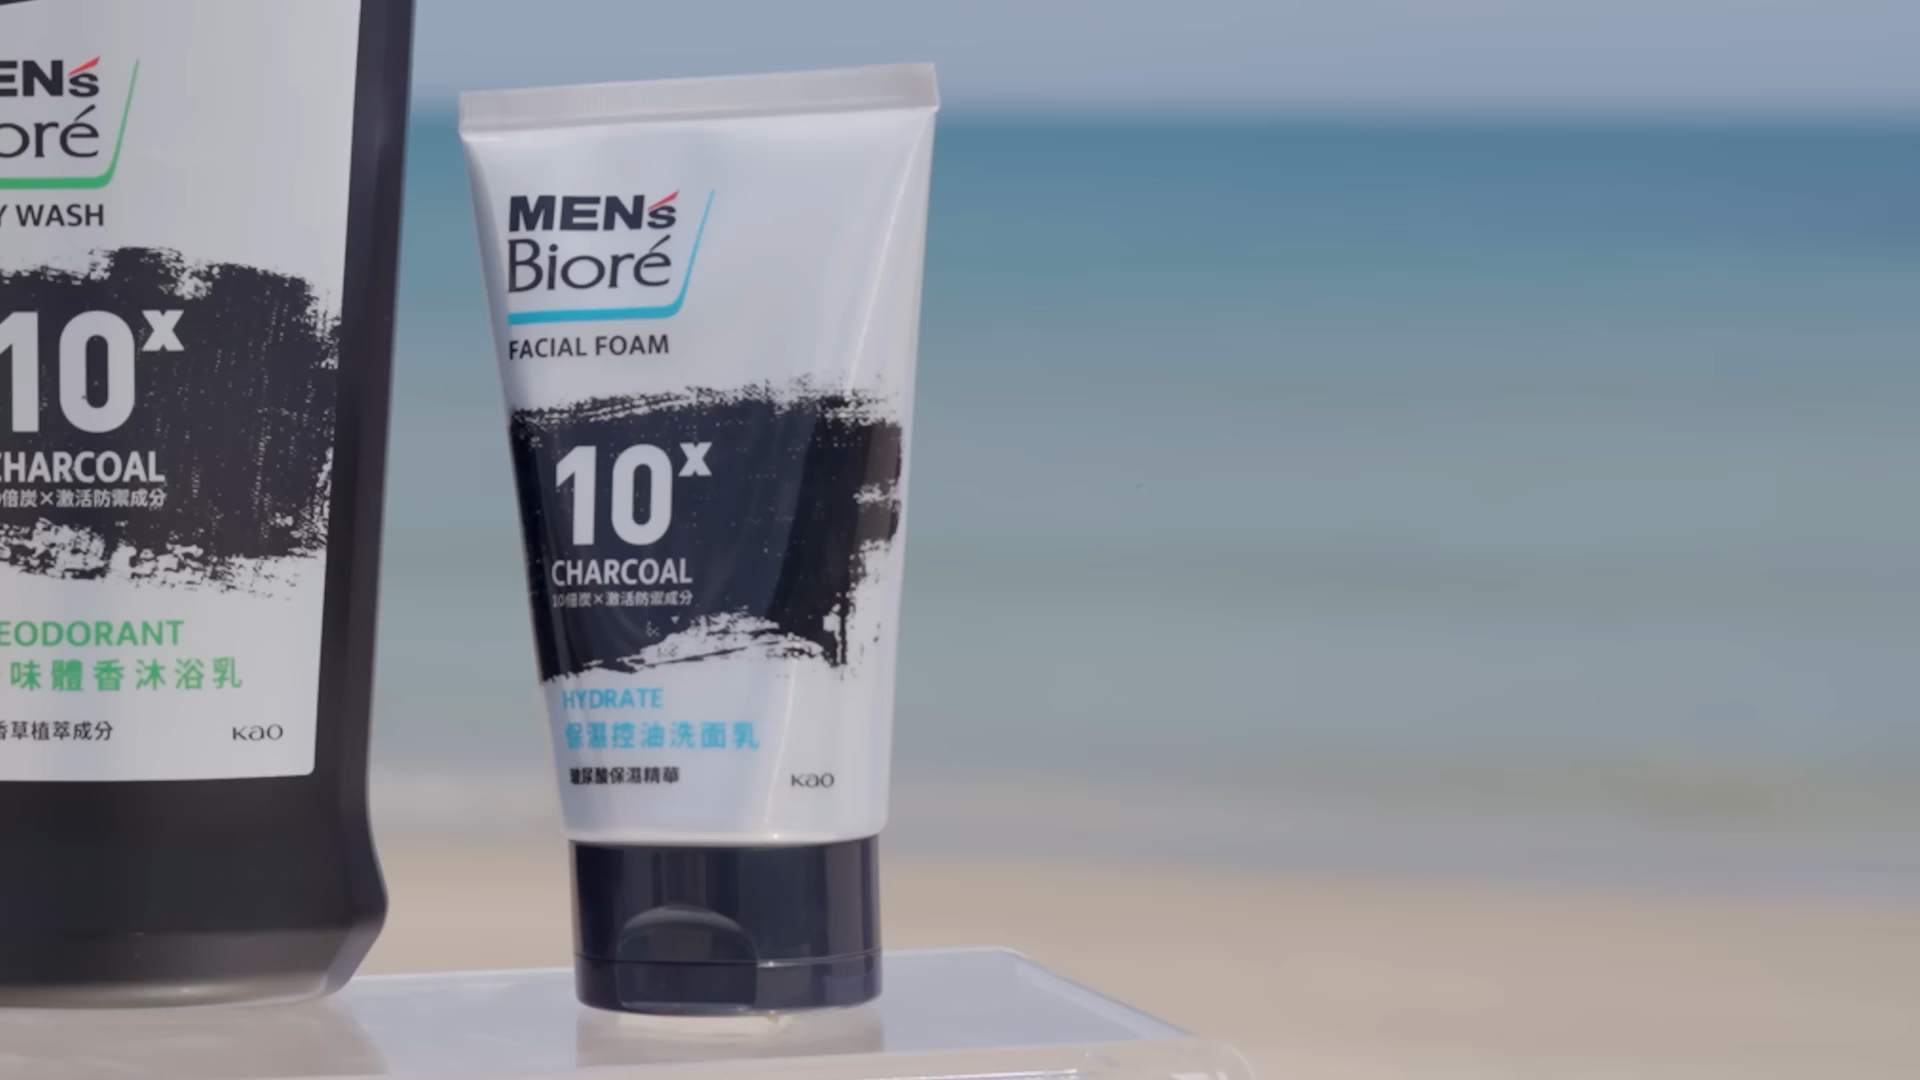 ENs
oré
Y WASH
10x
CHARCOAL
倍炭×激活防禦成分
EODORANT
味體香沐浴乳
香草植萃成分
Kao
MENs
Bioré
FACIAL FOAM
10x
CHARCOAL
10倍炭×激活防禦成分
HYDRATE
保濕控油洗面乳
玻尿酸保濕精華
Kao